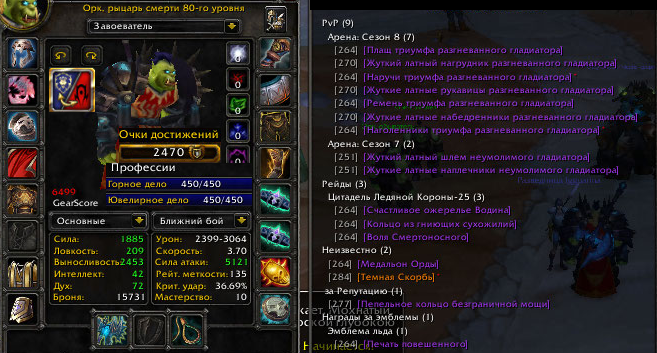 Орк, рыцарь смерти 80-го уровня
Завоеватель
0
0
0
0
Очки достижений
2470
Профессии
Горное дело 450/450
Ювелирное дело 450/450
6499
GearScore
Основные
Ближний бой
Сила: 1885
Ловкость: 209
Выносливость: 2453
Интеллект: 42
Дух: 72
Броня: 15731
Урон: 2399-3064
Скорость: 3.70
Сила атаки: 5121
Рейт. меткости: 135
Крит. удар: 36.69%
Мастерство: 10
PvP (9)
Арена: Сезон 8 (7)
[264] [Плащ триумфа разгневанного гладиатора]
[270] [Жуткий латный нагрудник разгневанного гладиатора]
[264] [Наручи триумфа разгневанного гладиатора]
[270] [Жуткие латные рукавицы разгневанного гладиатора]
[264] [Ремень триумфа разгневанного гладиатора]
[270] [Жуткие латные набедренники разгневанного гладиатора]
[264] [Наголенники триумфа разгневанного гладиатора]
Арена: Сезон 7 (2)
[251] [Жуткий латный шлем неумолимого гладиатора]
[251] [Жуткие латные наплечники неумолимого гладиатора]
Рейды (3)
Цитадель Ледяной Короны-25 (3)
[264] [Счастливое ожерелье Водина]
[264] [Кольцо из гниющих сухожилий]
[264] [Воля Смертоносного]
Неизвестно (2)
[264] [Медальон Орды]
[284] [Темная Скорбь]
за Репутацию (1)
[277] [Пепельное кольцо безграничной мощи]
Награды за эмблемы (1)
Эмблема льда (1)
[264] [Печать повешенного]
Мохнатый
глубокою
Начинается